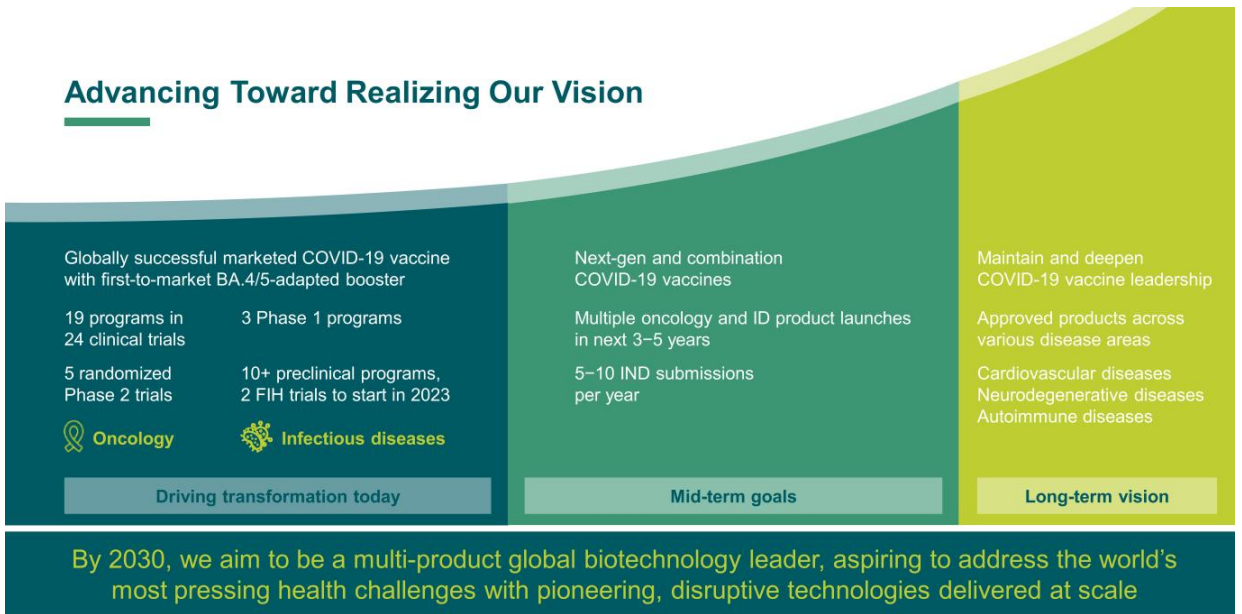 Advancing Toward Realizing Our Vision
Globally successful marketed COVID-19 vaccine
with first-to-market BA.4/5-adapted booster
19 programs in
24 clinical trials
3 Phase 1 programs
5 randomized
Phase 2 trials
10+ preclinical programs,
2 FIH trials to start in 2023
Oncology
Infectious diseases
Driving transformation today
Next-gen and combination
COVID-19 vaccines
Multiple oncology and ID product launches
in next 3−5 years
5−10 IND submissions
per year
Mid-term goals
Maintain and deepen
COVID-19 vaccine leadership
Approved products across
various disease areas
Cardiovascular diseases
Neurodegenerative diseases
Autoimmune diseases
Long-term vision
By 2030, we aim to be a multi-product global biotechnology leader, aspiring to address the world’s
most pressing health challenges with pioneering, disruptive technologies delivered at scale